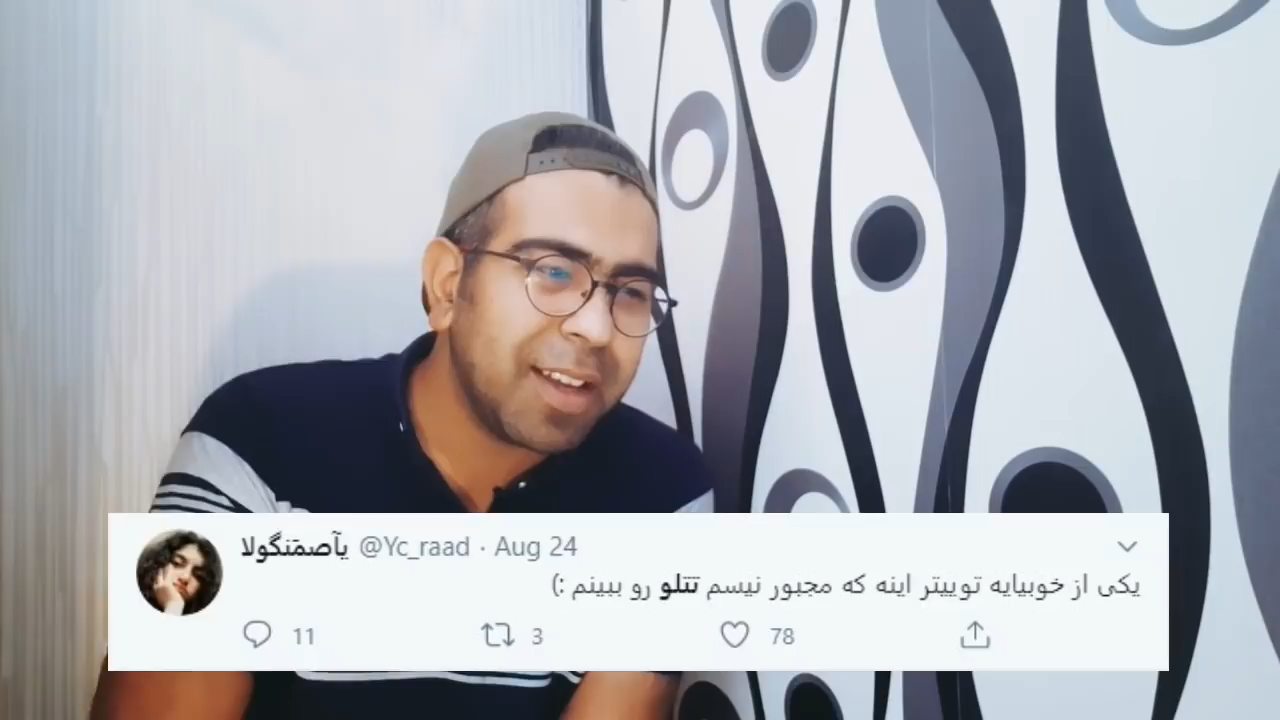 یآصمَنگولا @Yc_raad · Aug 24
یکی از خوبیایه توییتر اینه که مجبور نیسم تتلو رو ببینم :)
11 3 78